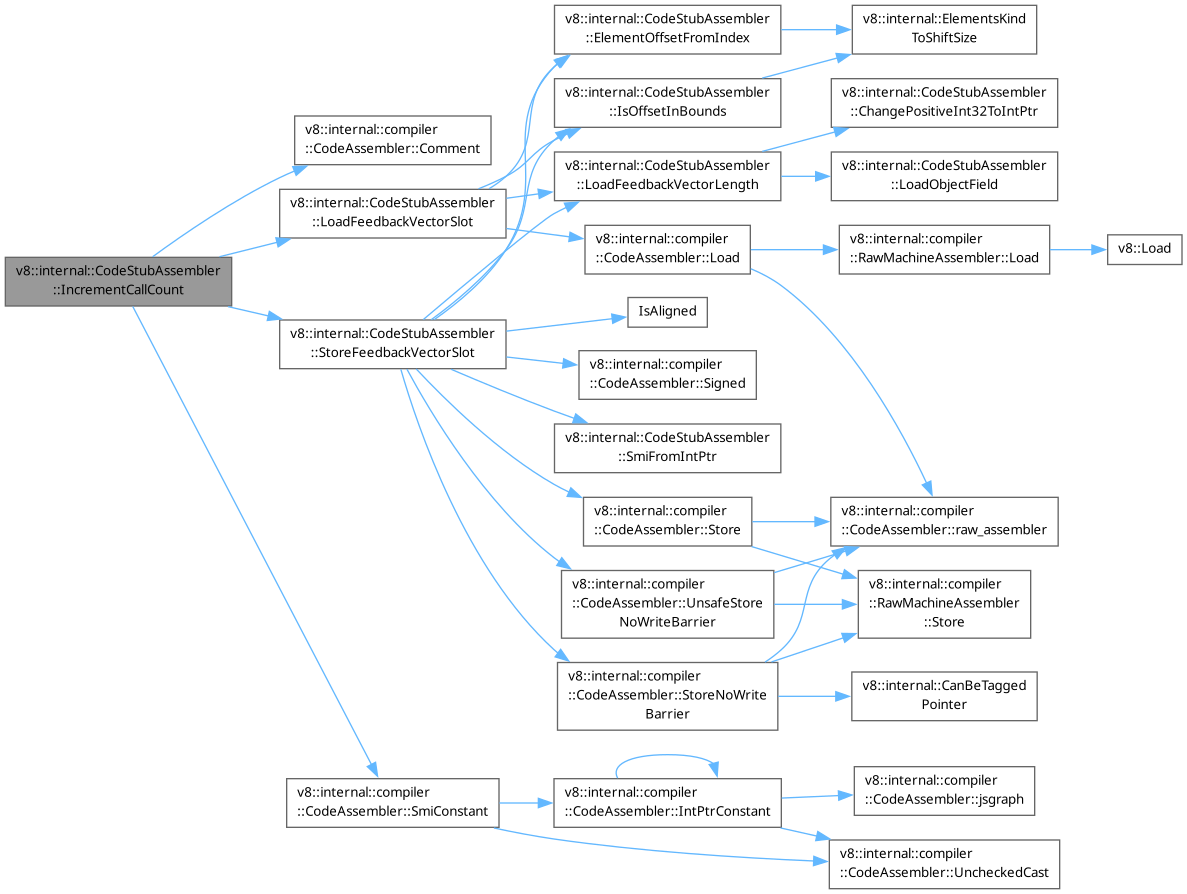 v8::internal::CodeStubAssembler
::IncrementCallCount
v8::internal::compiler
::CodeAssembler::Comment
v8::internal::CodeStubAssembler
::LoadFeedbackVectorSlot
v8::internal::CodeStubAssembler
::StoreFeedbackVectorSlot
v8::internal::compiler
::CodeAssembler::SmiConstant
v8::internal::CodeStubAssembler
::ElementOffsetFromIndex
v8::internal::CodeStubAssembler
::IsOffsetInBounds
v8::internal::CodeStubAssembler
::LoadFeedbackVectorLength
v8::internal::compiler
::CodeAssembler::Load
IsAligned
v8::internal::compiler
::CodeAssembler::Signed
v8::internal::CodeStubAssembler
::SmiFromIntPtr
v8::internal::compiler
::CodeAssembler::Store
v8::internal::compiler
::CodeAssembler::UnsafeStore
NoWriteBarrier
v8::internal::compiler
::CodeAssembler::StoreNoWrite
Barrier
v8::internal::compiler
::CodeAssembler::IntPtrConstant
v8::internal::ElementsKind
ToShiftSize
v8::internal::CodeStubAssembler
::ChangePositiveInt32ToIntPtr
v8::internal::CodeStubAssembler
::LoadObjectField
v8::internal::compiler
::RawMachineAssembler::Load
v8::Load
v8::internal::compiler
::CodeAssembler::raw_assembler
v8::internal::compiler
::RawMachineAssembler
::Store
v8::internal::CanBeTagged
Pointer
v8::internal::compiler
::CodeAssembler::jsgraph
v8::internal::compiler
::CodeAssembler::UncheckedCast